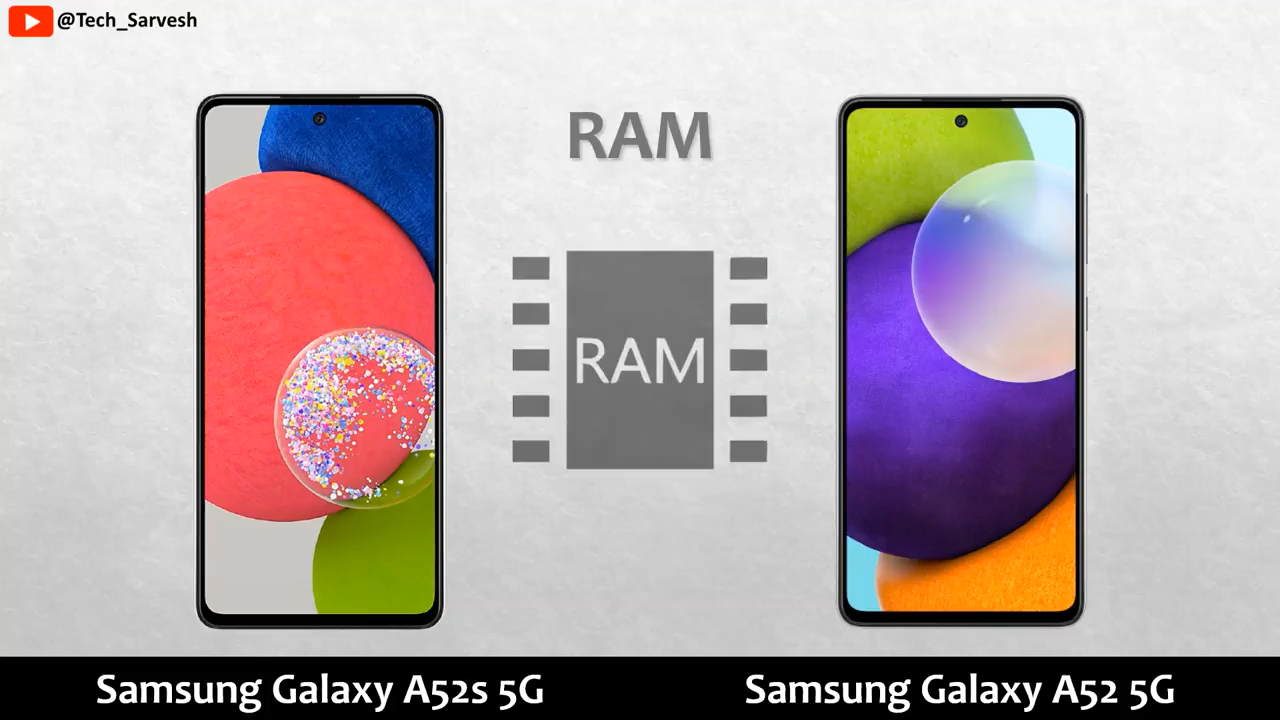 @Tech_Sarvesh
RAM
RAM
Samsung Galaxy A52s 5G
Samsung Galaxy A52 5G